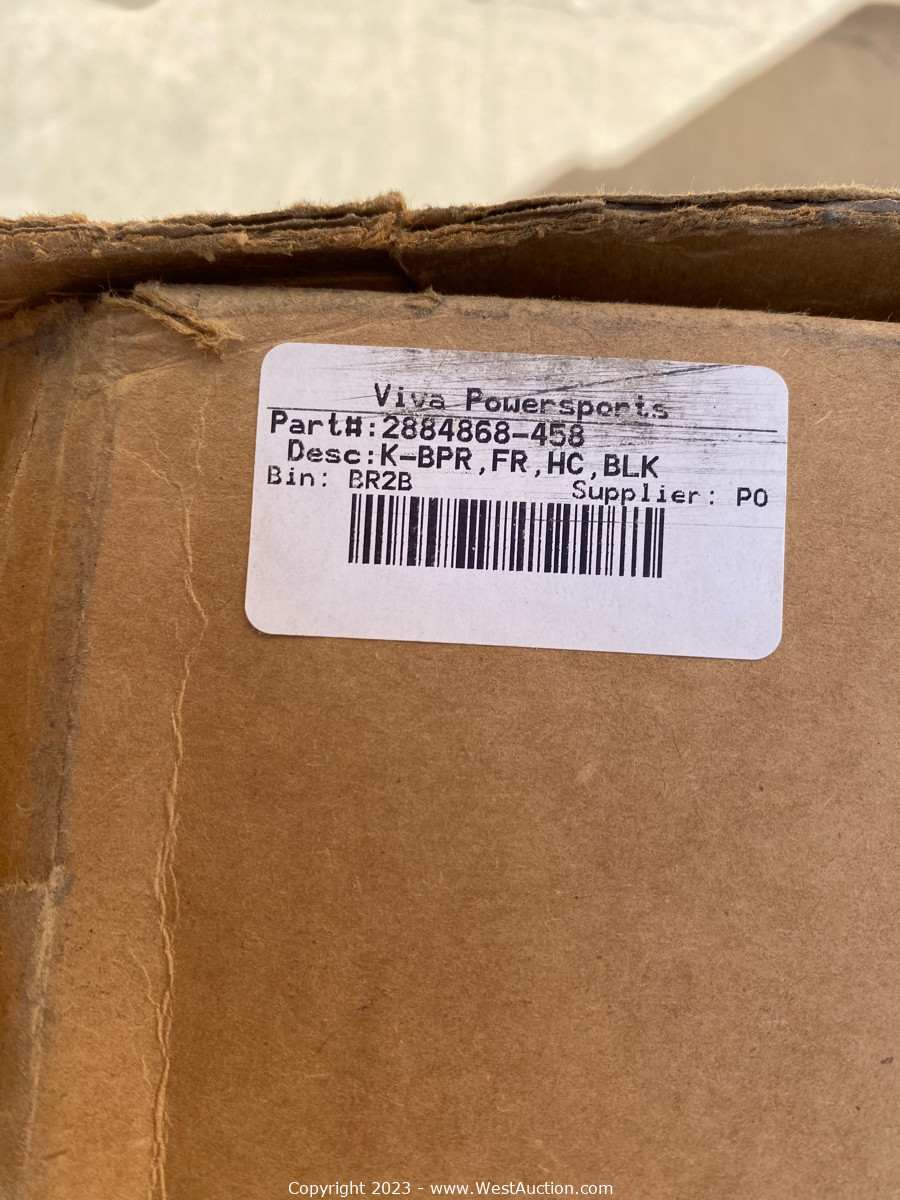 Viva Powersports
Part#:2884868-458
Desc:K-BPR,FR,HC,BLK
Bin: BR2B Supplier: PO
Copyright 2023 - www.WestAuction.com